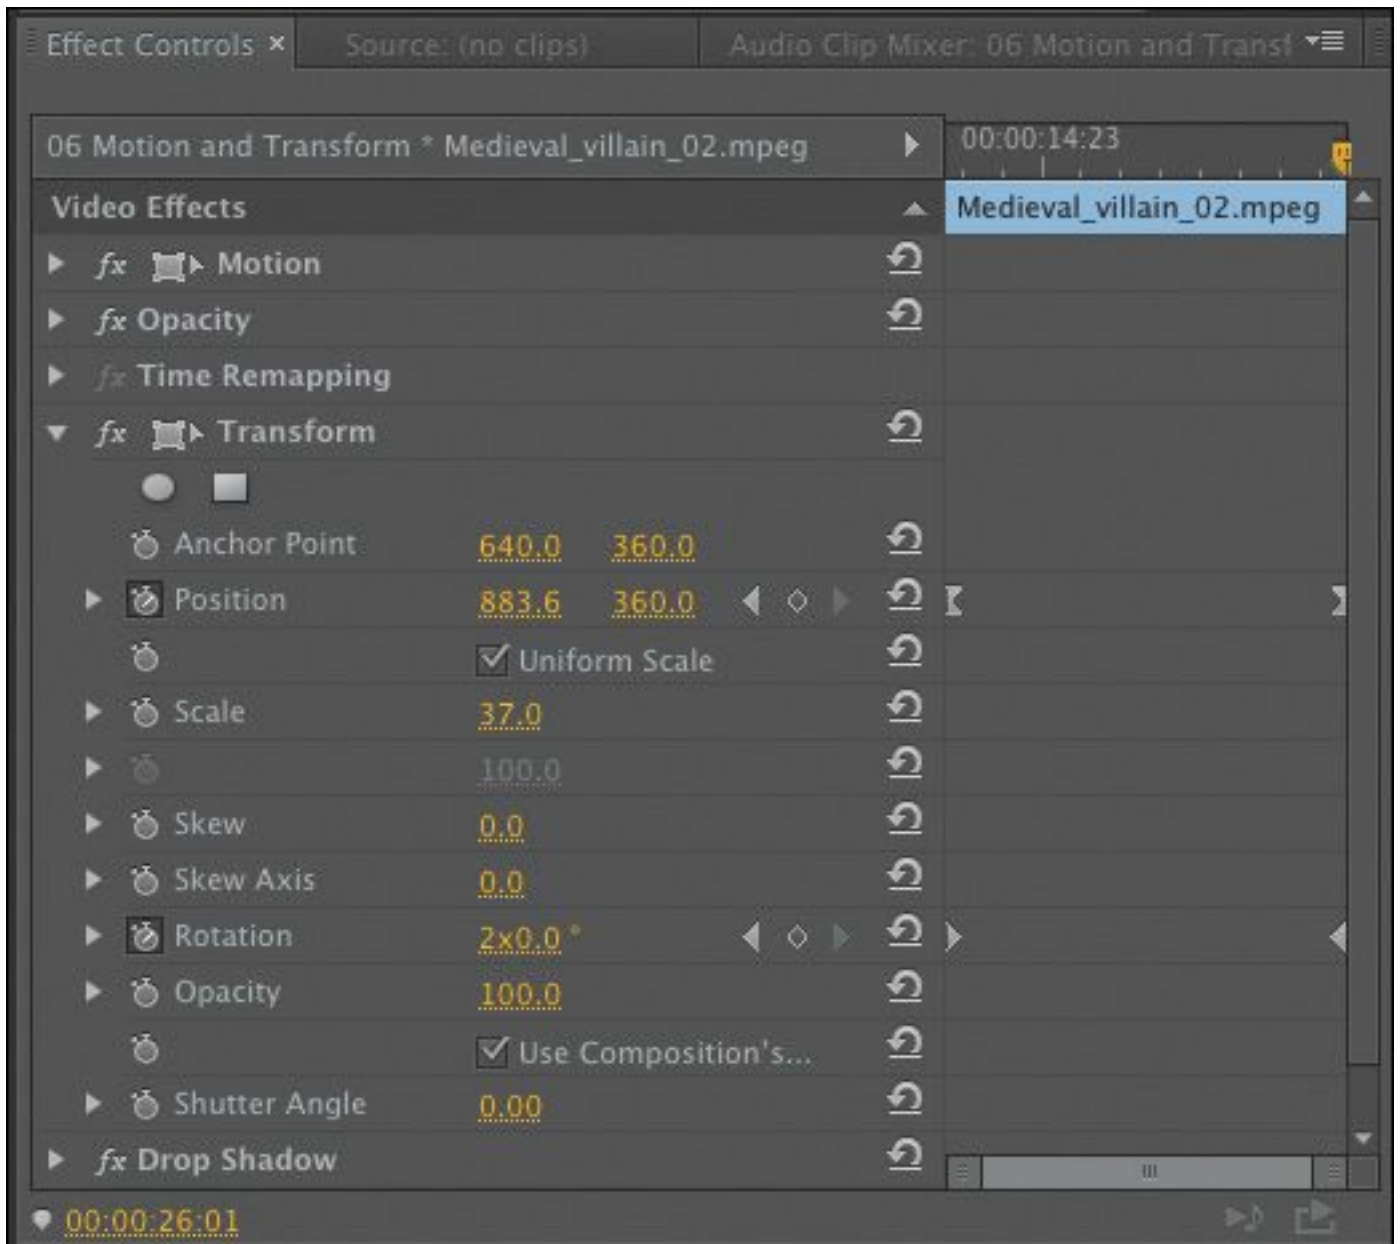 Effect Controls × Source: (no clips) Audio Clip Mixer: 06 Motion and Transf
06 Motion and Transform * Medieval_villain_02.mpeg 00:00:14:23
Video Effects Medieval_villain_02.mpeg
fx Motion
fx Opacity
fx Time Remapping
fx Transform
Anchor Point 640.0 360.0
Position 883.6 360.0
Uniform Scale
Scale 37.0
100.0
Skew 0.0
Skew Axis 0.0
Rotation 2x0.0 °
Opacity 100.0
Use Composition's...
Shutter Angle 0.00
fx Drop Shadow
00:00:26:01